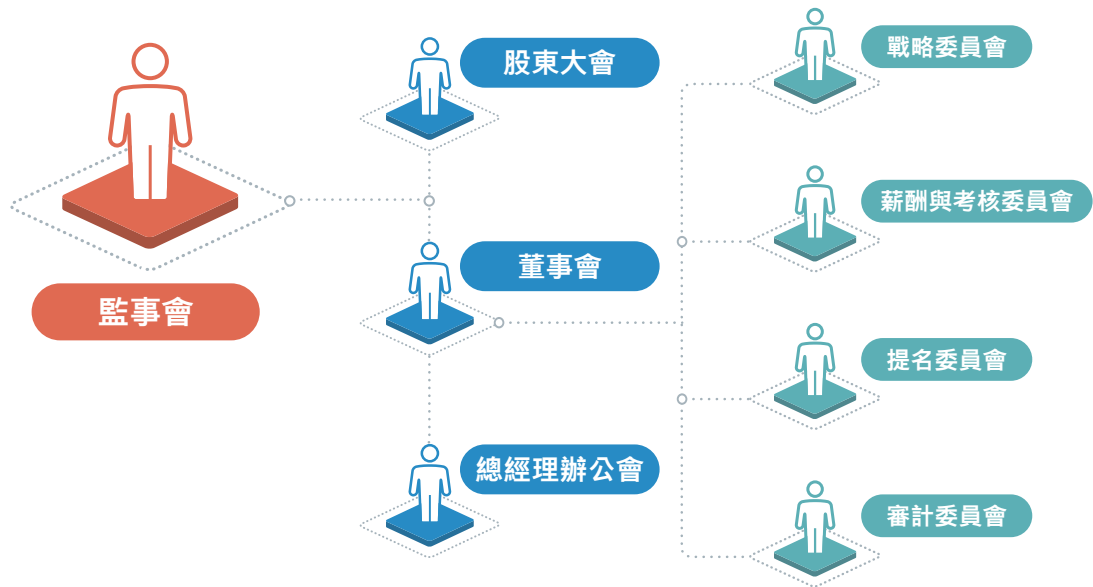 監事會
股東大會
董事會
總經理辦公會
戰略委員會
薪酬與考核委員會
提名委員會
審計委員會